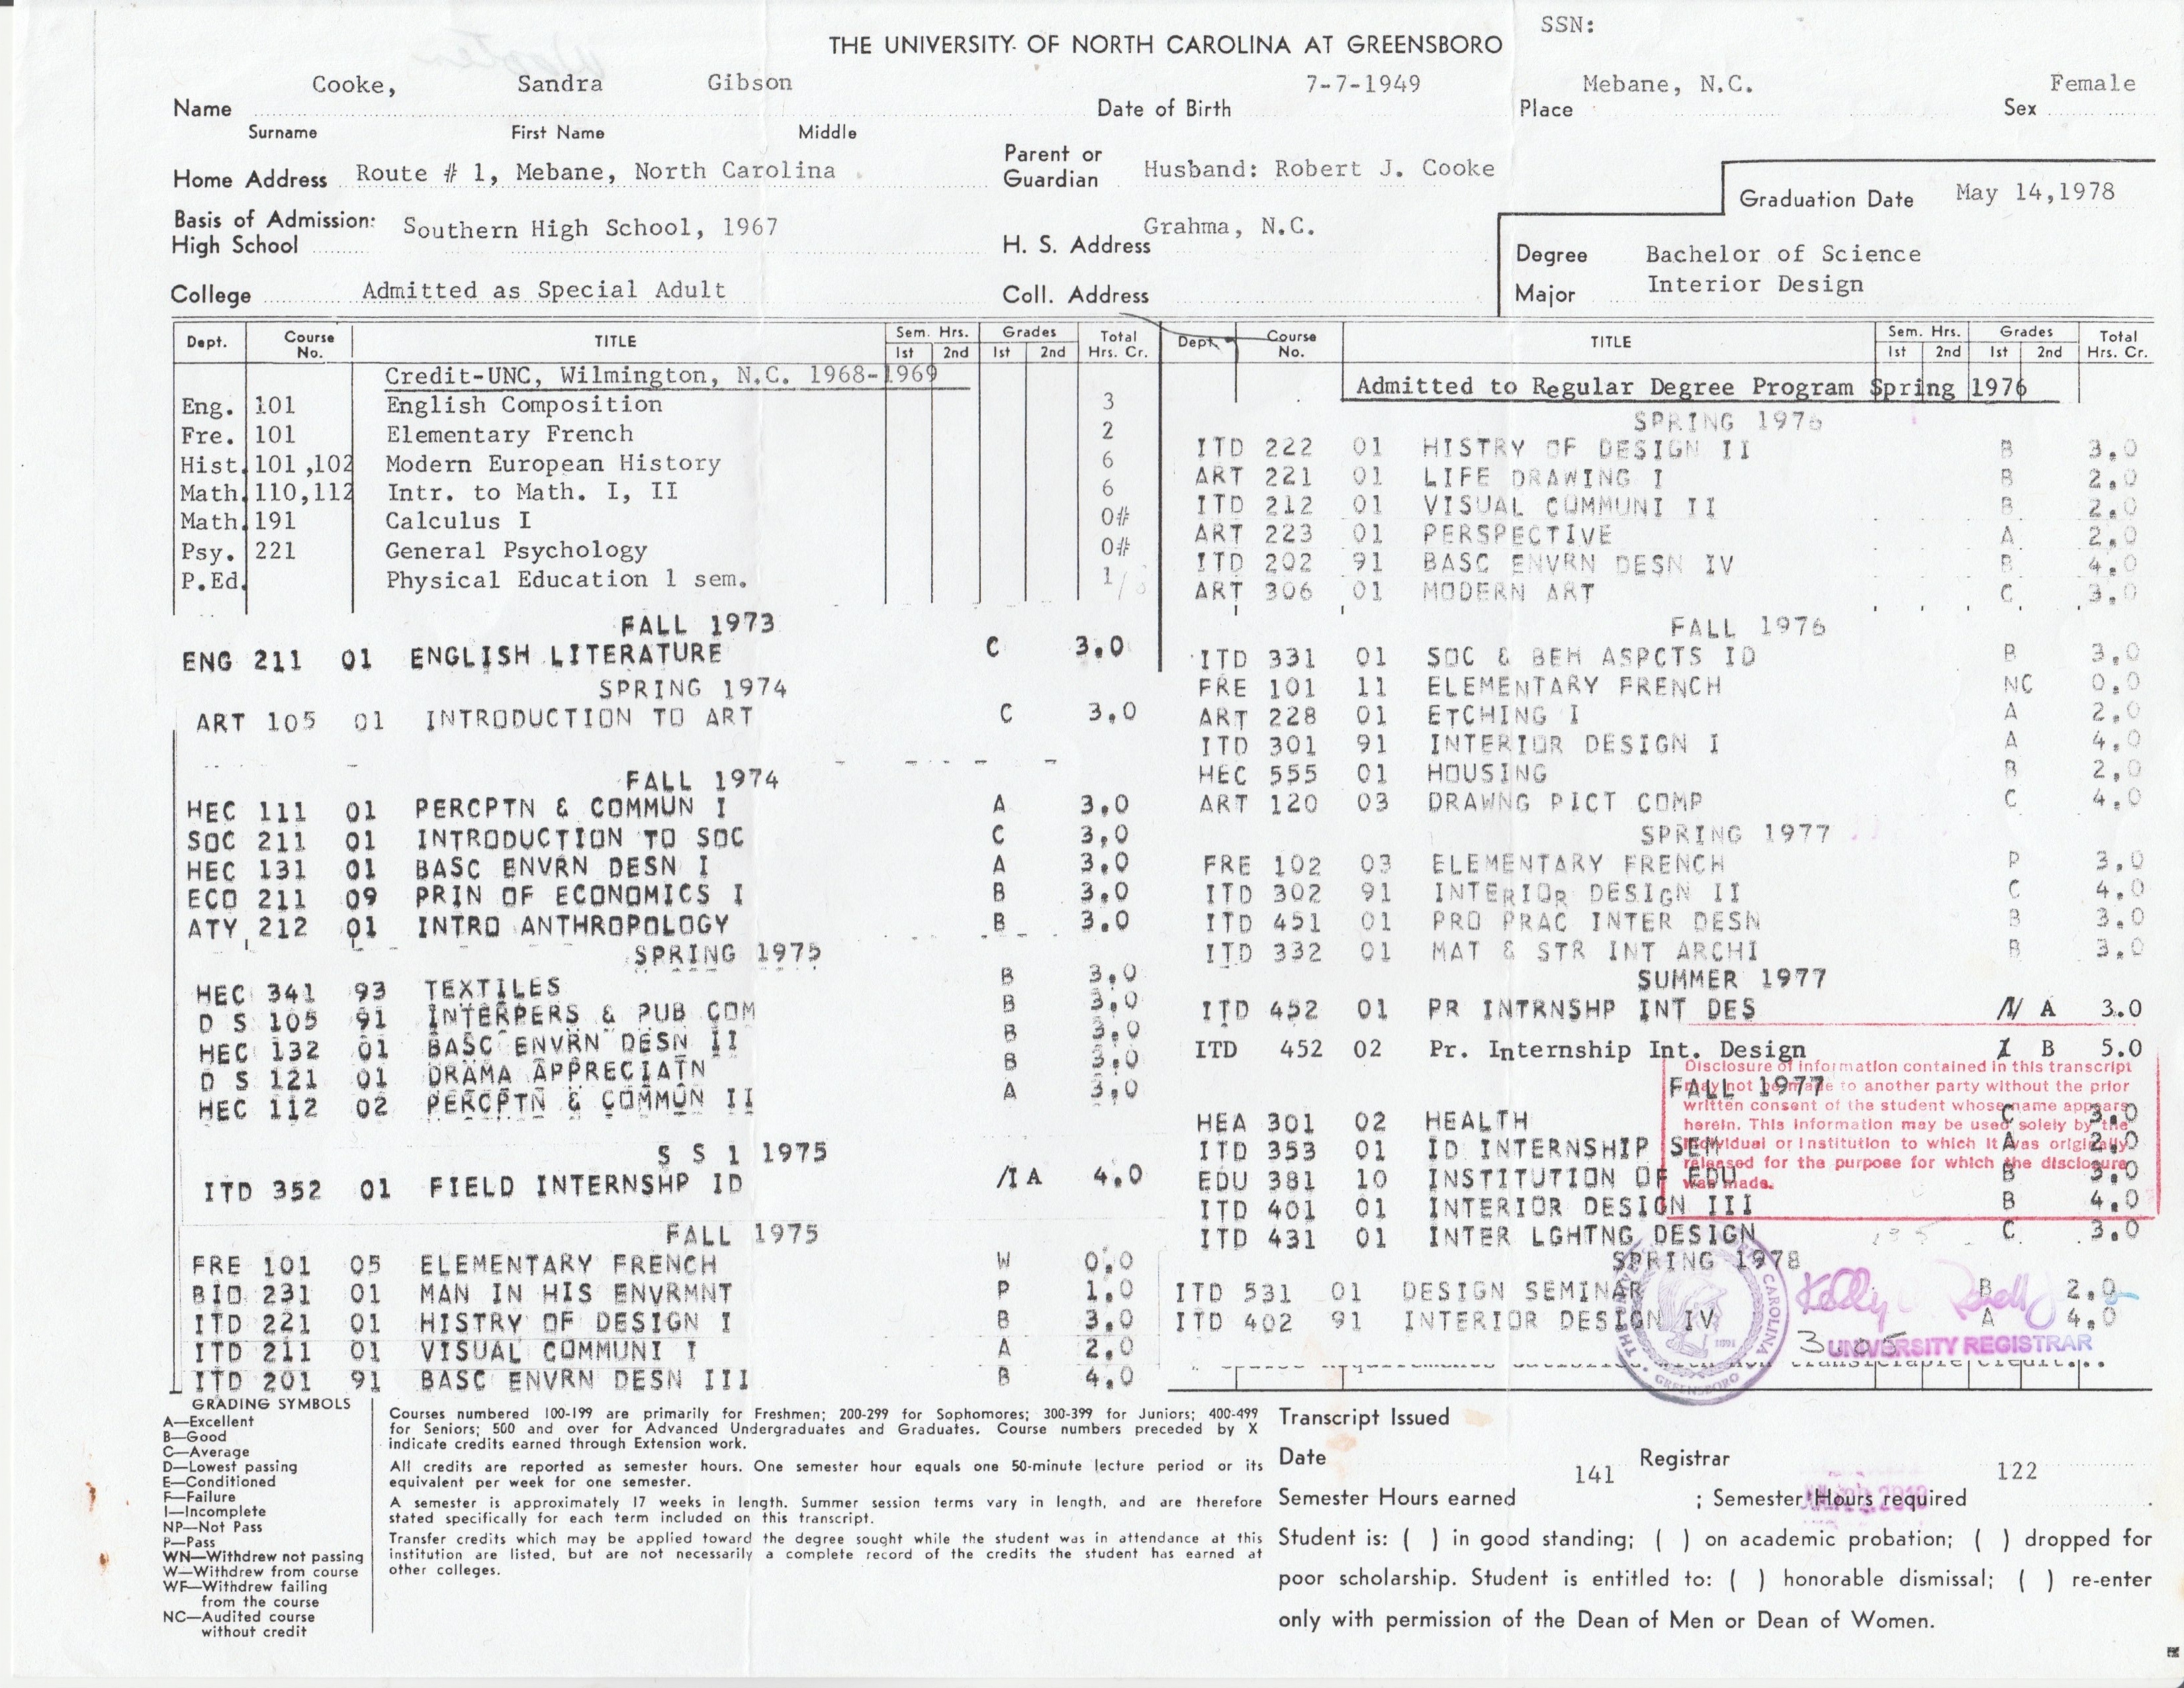 SSN:
THE UNIVERSITY OF NORTH CAROLINA AT GREENSBORO
Cooke, Sandra Gibson 7-7-1949 Mebane, N.C. Female
Name Date of Birth Place Sex
Surname First Name Middle
Home Address Route # 1, Mebane, North Carolina
Parent or
Guardian Husband: Robert J. Cooke
Graduation Date May 14,1978
Basis of Admission:
High School Southern High School, 1967
Grahma, N.C.
H. S. Address
Degree Bachelor of Science
Major Interior Design
College Admitted as Special Adult
Coll. Address
Dept. Course No. TITLE Sem. Hrs. 1st 2nd Grades 1st 2nd Total Hrs. Cr.
Credit-UNC, Wilmington, N.C. 1968-1969
Eng. 101 English Composition 3
Fre. 101 Elementary French 2
Hist. 101,102 Modern European History 6
Math. 110,112 Intr. to Math. I, II 6
Math. 191 Calculus I 0#
Psy. 221 General Psychology 0#
P.Ed. Physical Education 1 sem. 1/
FALL 1973
ENG 211 01 ENGLISH LITERATURE C 3.0
SPRING 1974
ART 105 01 INTRODUCTION TO ART C 3.0
FALL 1974
HEC 111 01 PERCPTN & COMMUN I A 3.0
SOC 211 01 INTRODUCTION TO SOC C 3.0
HEC 131 01 BASC ENVRN DESN I A 3.0
ECO 211 09 PRIN OF ECONOMICS I B 3.0
ATY 212 01 INTRO ANTHROPOLOGY B 3.0
SPRING 1975
HEC 341 93 TEXTILES B 3.0
D S 105 91 INTERPERS & PUB COM B 3.0
HEC 132 01 BASC ENVRN DESN II B 3.0
D S 121 01 DRAMA APPRECIATN B 3.0
HEC 112 02 PERCPTN & COMMUN II A 3.0
S S 1 1975
ITD 352 01 FIELD INTERNSHP ID /I A 4.0
FALL 1975
FRE 101 05 ELEMENTARY FRENCH W 0.0
BIO 231 01 MAN IN HIS ENVRMNT P 1.0
ITD 221 01 HISTRY OF DESIGN I B 3.0
ITD 211 01 VISUAL COMMUNI I A 2.0
ITD 201 91 BASC ENVRN DESN III B 4.0
Dept. Course No. TITLE Sem. Hrs. 1st 2nd Grades 1st 2nd Total Hrs. Cr.
Admitted to Regular Degree Program Spring 1976
SPRING 1976
ITD 222 01 HISTRY OF DESIGN II B 3.0
ART 221 01 LIFE DRAWING I B 2.0
ITD 212 01 VISUAL COMMUNI II B 2.0
ART 223 01 PERSPECTIVE A 2.0
ITD 202 91 BASC ENVRN DESN IV B 4.0
ART 306 01 MODERN ART C 3.0
FALL 1976
ITD 331 01 SOC & BEH ASPCTS ID B 3.0
FRE 101 11 ELEMENTARY FRENCH NC 0.0
ART 228 01 ETCHING I A 2.0
ITD 301 91 INTERIOR DESIGN I A 4.0
HEC 555 01 HOUSING B 2.0
ART 120 03 DRAWNG PICT COMP C 4.0
SPRING 1977
FRE 102 03 ELEMENTARY FRENCH P 3.0
ITD 302 91 INTERIOR DESIGN II C 4.0
ITD 451 01 PRO PRAC INTER DESN B 3.0
ITD 332 01 MAT & STR INT ARCHI B 3.0
SUMMER 1977
ITD 452 01 PR INTRNSHP INT DES A 3.0
ITD 452 02 Pr. Internship Int. Design B 5.0
Disclosure of information contained in this transcript
may not be made to another party without the prior
written consent of the student whose name appears
herein. This information may be used solely by the
individual or institution to which it was originally
released for the purpose for which the disclosure
was made.
FALL 1977
HEA 301 02 HEALTH C 3.0
ITD 353 01 ID INTERNSHIP SEM A 2.0
EDU 381 10 INSTITUTION OF EDU B 3.0
ITD 401 01 INTERIOR DESIGN III B 4.0
ITD 431 01 INTER LGHTNG DESIGN C 3.0
SPRING 1978
ITD 531 01 DESIGN SEMINAR B 2.0
ITD 402 91 INTERIOR DESIGN IV A 4.0
3.05
UNIVERSITY REGISTRAR
GRADING SYMBOLS
A—Excellent
B—Good
C—Average
D—Lowest passing
E—Conditioned
F—Failure
I—Incomplete
NP—Not Pass
P—Pass
WN—Withdrew not passing
W—Withdrew from course
WF—Withdrew failing
from the course
NC—Audited course
without credit
Courses numbered 100-199 are primarily for Freshmen; 200-299 for Sophomores; 300-399 for Juniors; 400-499
for Seniors; 500 and over for Advanced Undergraduates and Graduates. Course numbers preceded by X
indicate credits earned through Extension work.
All credits are reported as semester hours. One semester hour equals one 50-minute lecture period or its
equivalent per week for one semester.
A semester is approximately 17 weeks in length. Summer session terms vary in length, and are therefore
stated specifically for each term included on this transcript.
Transfer credits which may be applied toward the degree sought while the student was in attendance at this
institution are listed, but are not necessarily a complete record of the credits the student has earned at
other colleges.
Transcript Issued
Date Registrar
Semester Hours earned 141 ; Semester Hours required 122 .
Student is: ( ) in good standing; ( ) on academic probation; ( ) dropped for
poor scholarship. Student is entitled to: ( ) honorable dismissal; ( ) re-enter
only with permission of the Dean of Men or Dean of Women.